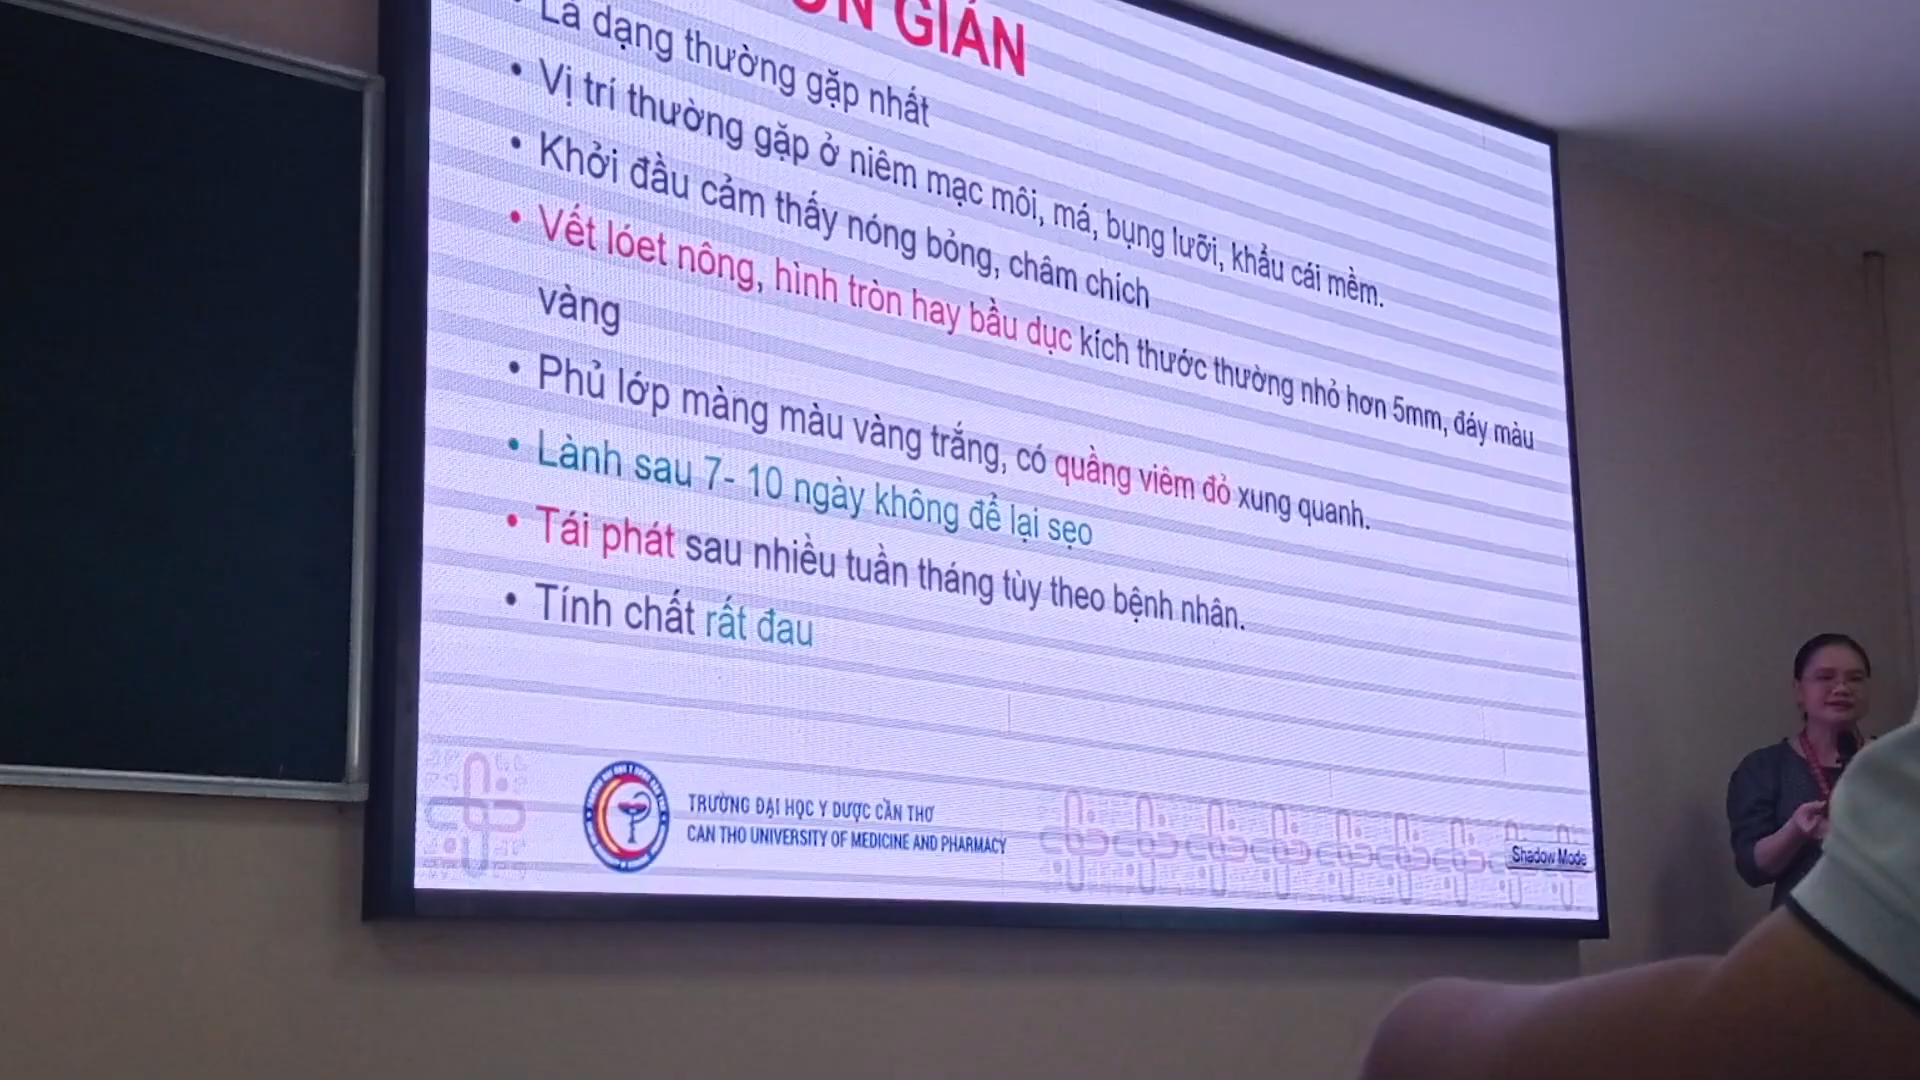 GIẢN
• Là dạng thường gặp nhất
• Vị trí thường gặp ở niêm mạc môi, má, bụng lưỡi, khẩu cái mềm.
• Khởi đầu cảm thấy nóng bỏng, châm chích
• Vết lóet nông, hình tròn hay bầu dục kích thước thường nhỏ hơn 5mm, đáy màu
vàng
• Phủ lớp màng màu vàng trắng, có quầng viêm đỏ xung quanh.
• Lành sau 7- 10 ngày không để lại sẹo
• Tái phát sau nhiều tuần tháng tùy theo bệnh nhân.
• Tính chất rất đau
TRƯỜNG ĐẠI HỌC Y DƯỢC CẦN THƠ
CAN THO UNIVERSITY OF MEDICINE AND PHARMACY
Shadow Mode